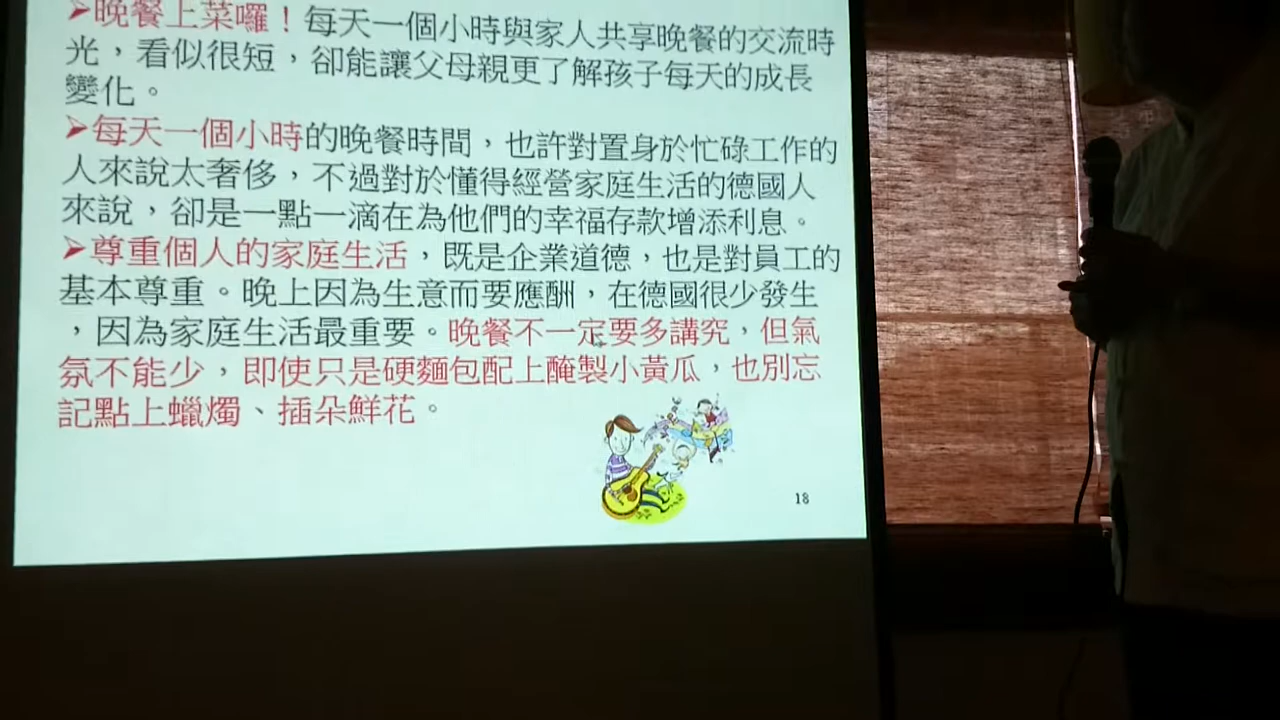 ➢晚餐上菜囉！每天一個小時與家人共享晚餐的交流時
光，看似很短，卻能讓父母親更了解孩子每天的成長
變化。
➢每天一個小時的晚餐時間，也許對置身於忙碌工作的
人來說太奢侈，不過對於懂得經營家庭生活的德國人
來說，卻是一點一滴在為他們的幸福存款增添利息。
➢尊重個人的家庭生活，既是企業道德，也是對員工的
基本尊重。晚上因為生意而要應酬，在德國很少發生
，因為家庭生活最重要。晚餐不一定要多講究，但氣
氛不能少，即使只是硬麵包配上醃製小黃瓜，也別忘
記點上蠟燭、插朵鮮花。
18